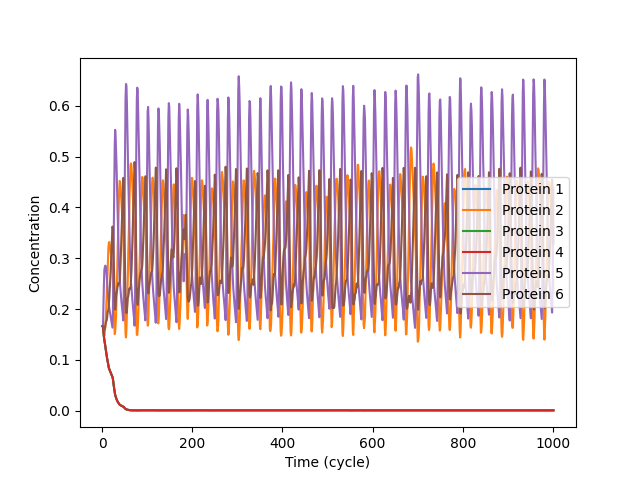 0.6
0.5
0.4
0.3
0.2
0.1
0.0
Concentration
Protein 1
Protein 2
Protein 3
Protein 4
Protein 5
Protein 6
0
200
400
600
800
1000
Time (cycle)